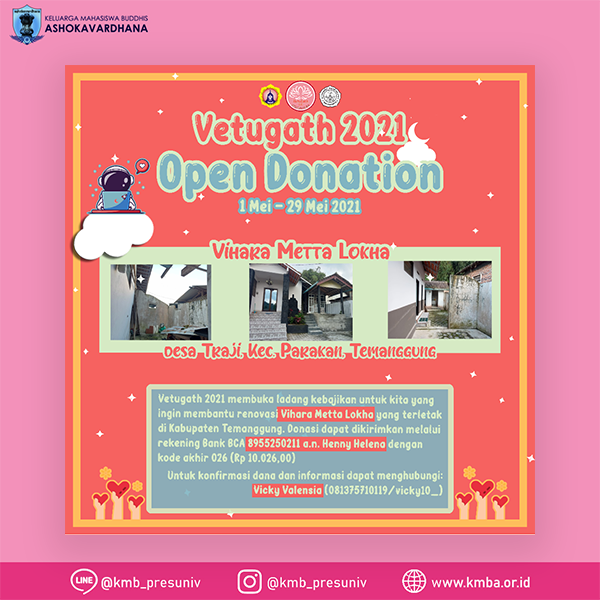 KELUARGA MAHASISWA BUDDHIS
ASHOKAVARDHANA
Vetugath 2021
Open Donation
1 Mei - 29 Mei 2021
Vihara Metta Lokha
Desa Traji, Kec. Parakan, Temanggung
Vetugath 2021 membuka ladang kebajikan untuk kita yang
ingin membantu renovasi Vihara Metta Lokha yang terletak
di Kabupaten Temanggung. Donasi dapat dikirimkan melalui
rekening Bank BCA 8955250211 a.n. Henny Helena dengan
kode akhir 026 (Rp 10.026,00)
Untuk konfirmasi dana dan informasi dapat menghubungi:
Vicky Valensia (081375710119/vicky10_)
LINE @kmb_presuniv @kmb_presuniv www.kmba.or.id